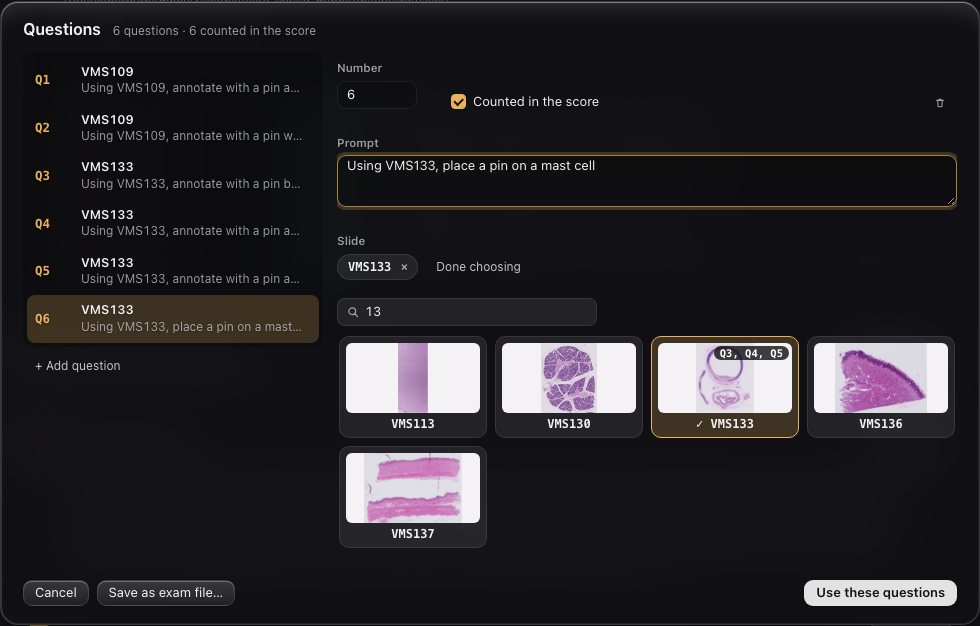 Questions 6 questions · 6 counted in the score
Q1 VMS109
Using VMS109, annotate with a pin a...
Q2 VMS109
Using VMS109, annotate with a pin w...
Q3 VMS133
Using VMS133, annotate with a pin b...
Q4 VMS133
Using VMS133, annotate with a pin a...
Q5 VMS133
Using VMS133, annotate with a pin a...
Q6 VMS133
Using VMS133, place a pin on a mast...
+ Add question
Number
6
Counted in the score
Prompt
Using VMS133, place a pin on a mast cell
Slide
VMS133 ×
Done choosing
13
VMS113
VMS130
Q3, Q4, Q5
✓ VMS133
VMS136
VMS137
Cancel
Save as exam file...
Use these questions